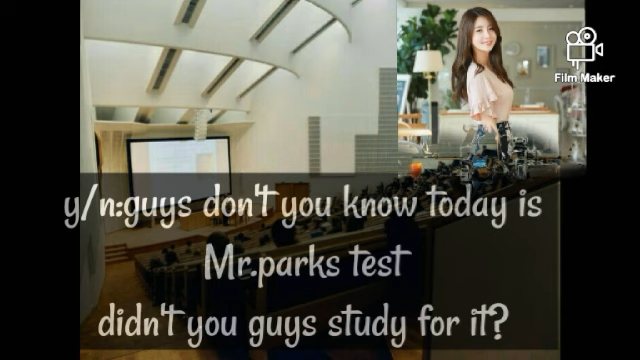 Film Maker
y/n:guys don't you know today is
Mr.parks test
didn't you guys study for it?